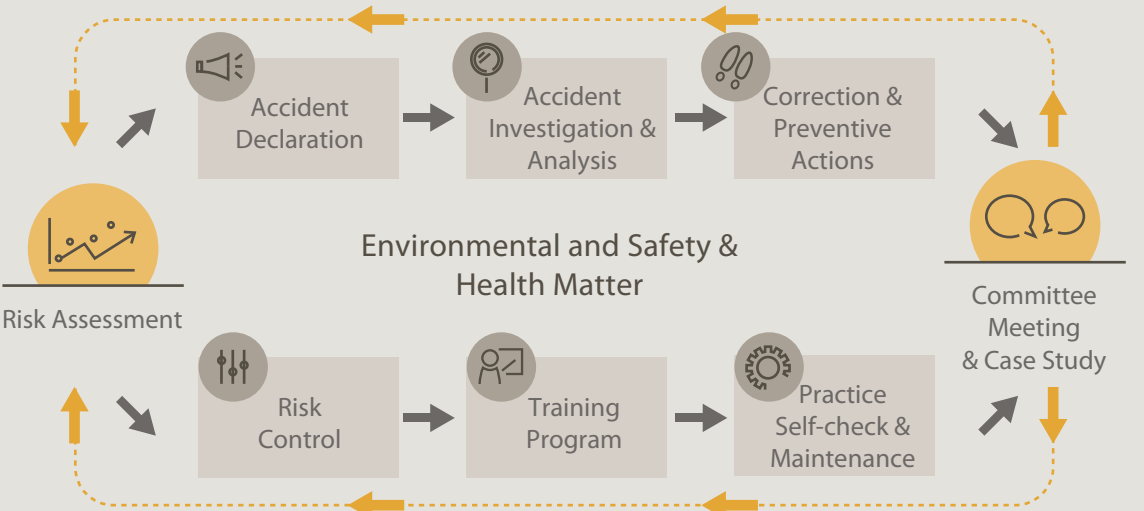 Accident
Declaration
Accident
Investigation &
Analysis
Correction &
Preventive
Actions
Environmental and Safety &
Health Matter
Risk Assessment
Committee
Meeting
& Case Study
Risk
Control
Training
Program
Practice
Self-check &
Maintenance